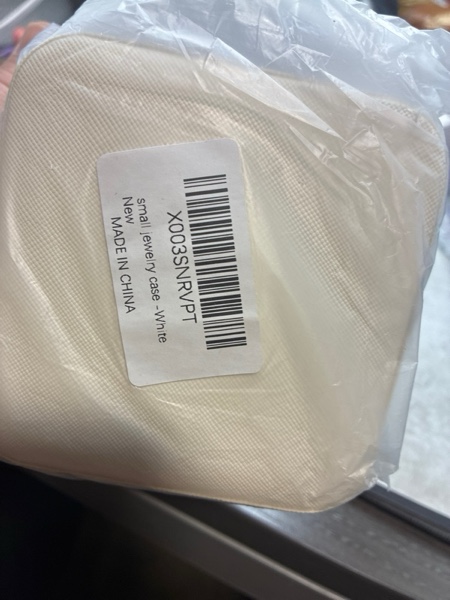 X003SNRVPT
small jewelry case -White
New
MADE IN CHINA